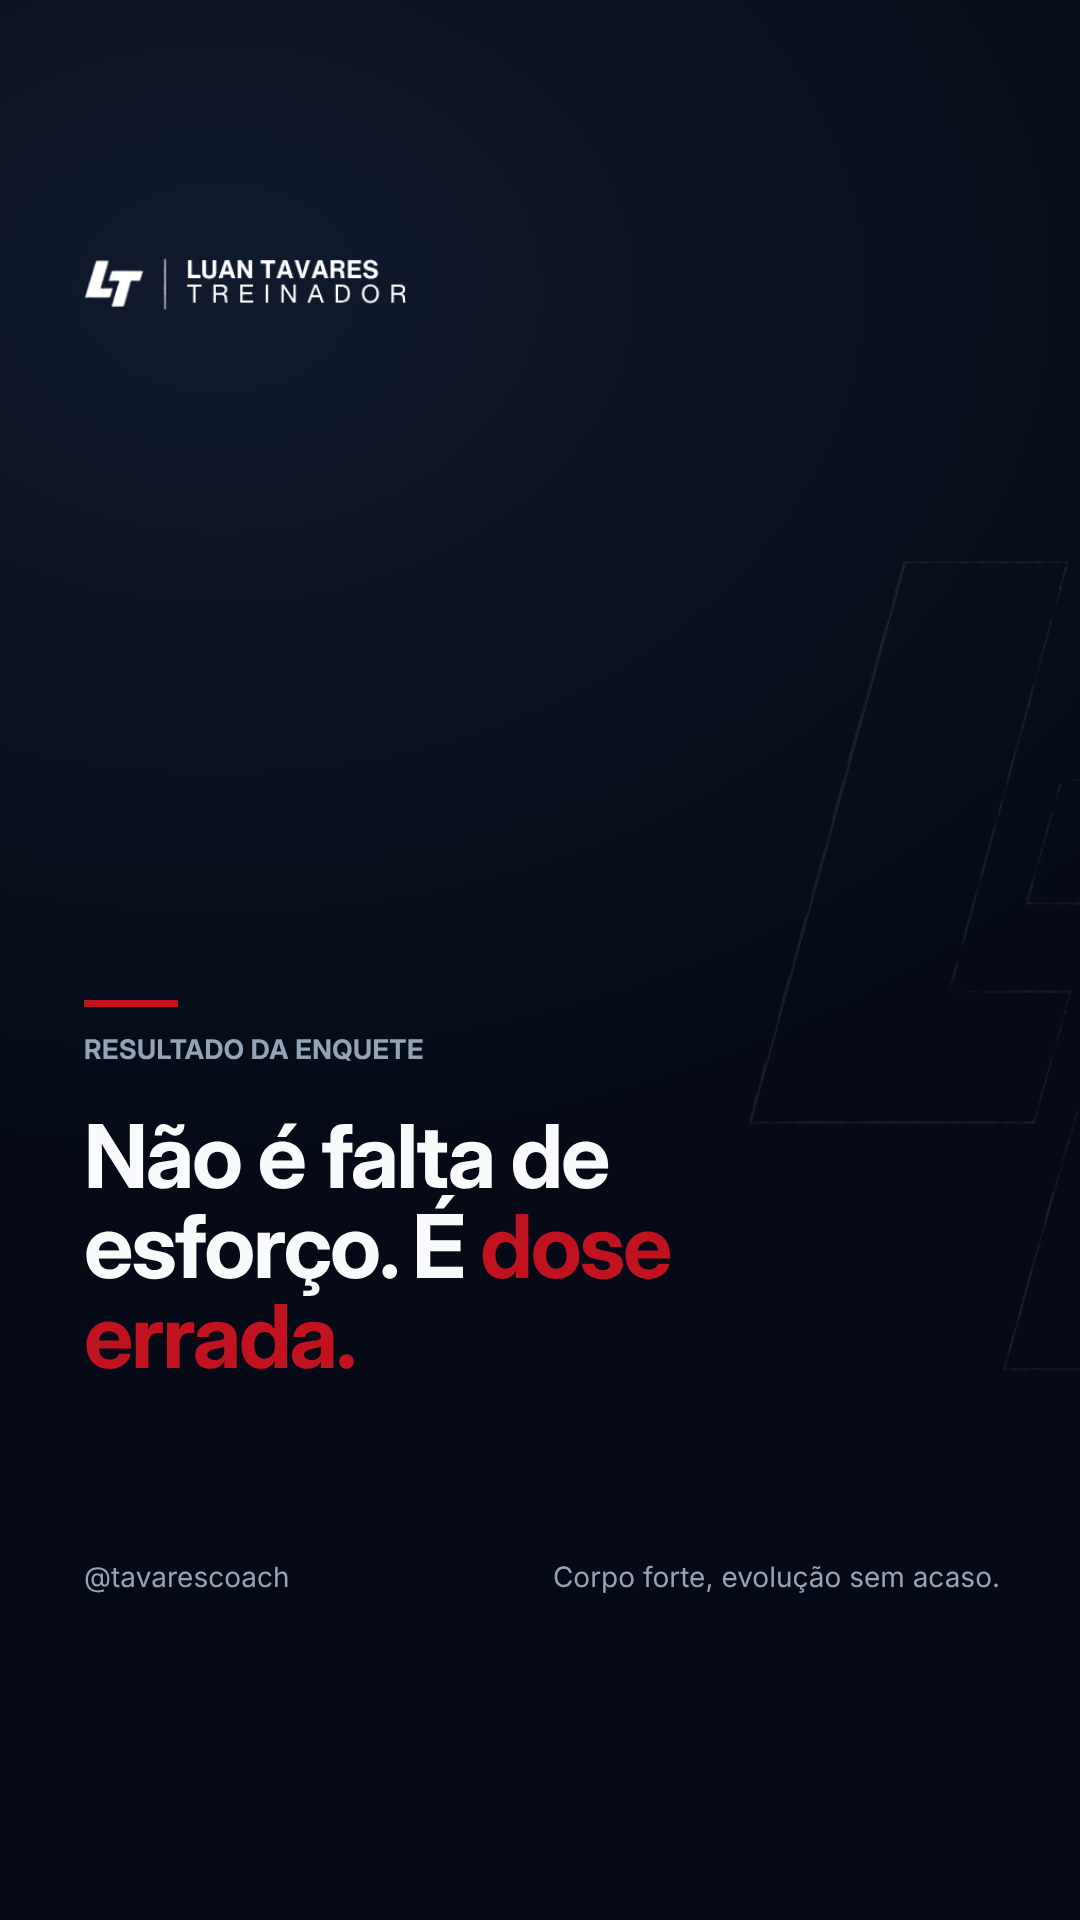 LT
LUAN TAVARES
TREINADOR
RESULTADO DA ENQUETE
Não é falta de
esforço. É dose
errada.
@tavarescoach
Corpo forte, evolução sem acaso.